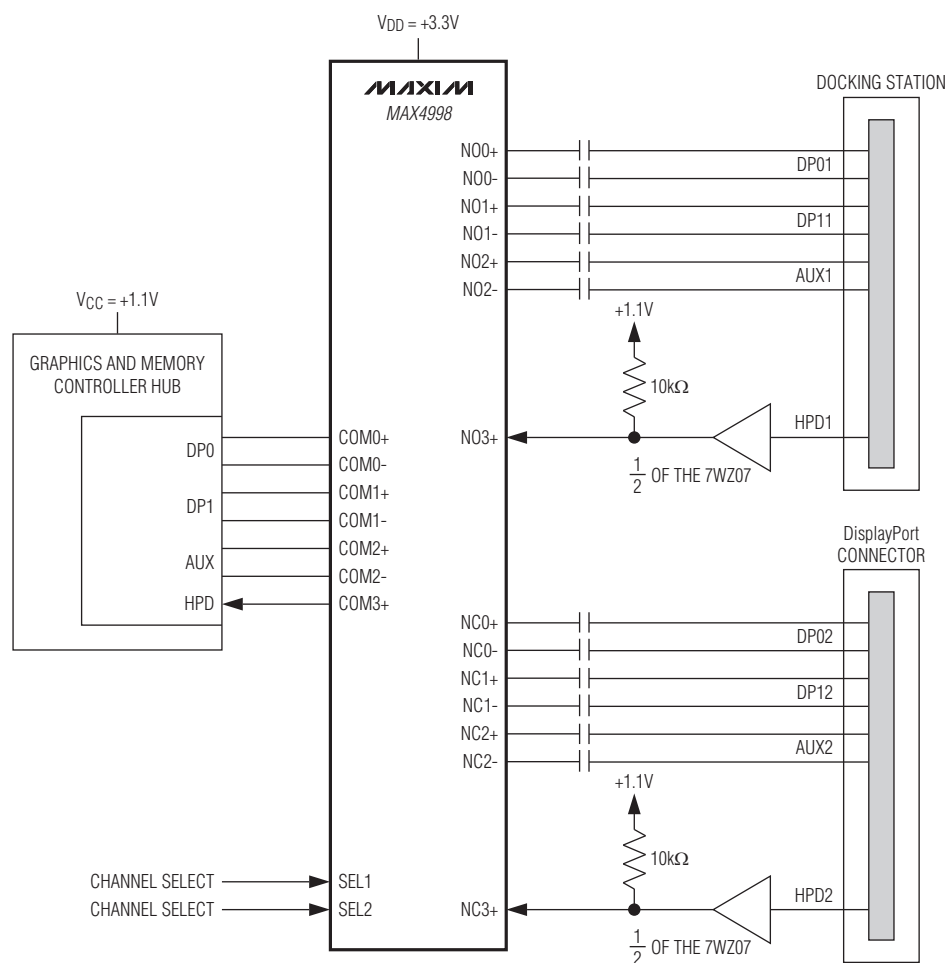 VDD = +3.3V
MAXIM
MAX4998
DOCKING STATION
NO0+
NO0-
DP01
NO1+
NO1-
DP11
NO2+
NO2-
AUX1
VCC = +1.1V
GRAPHICS AND MEMORY
CONTROLLER HUB
+1.1V
10kΩ
NO3+
HPD1
1/2 OF THE 7WZ07
DP0
DP1
AUX
HPD
COM0+
COM0-
COM1+
COM1-
COM2+
COM2-
COM3+
DisplayPort
CONNECTOR
NC0+
NC0-
DP02
NC1+
NC1-
DP12
NC2+
NC2-
AUX2
+1.1V
10kΩ
CHANNEL SELECT
SEL1
CHANNEL SELECT
SEL2
NC3+
HPD2
1/2 OF THE 7WZ07